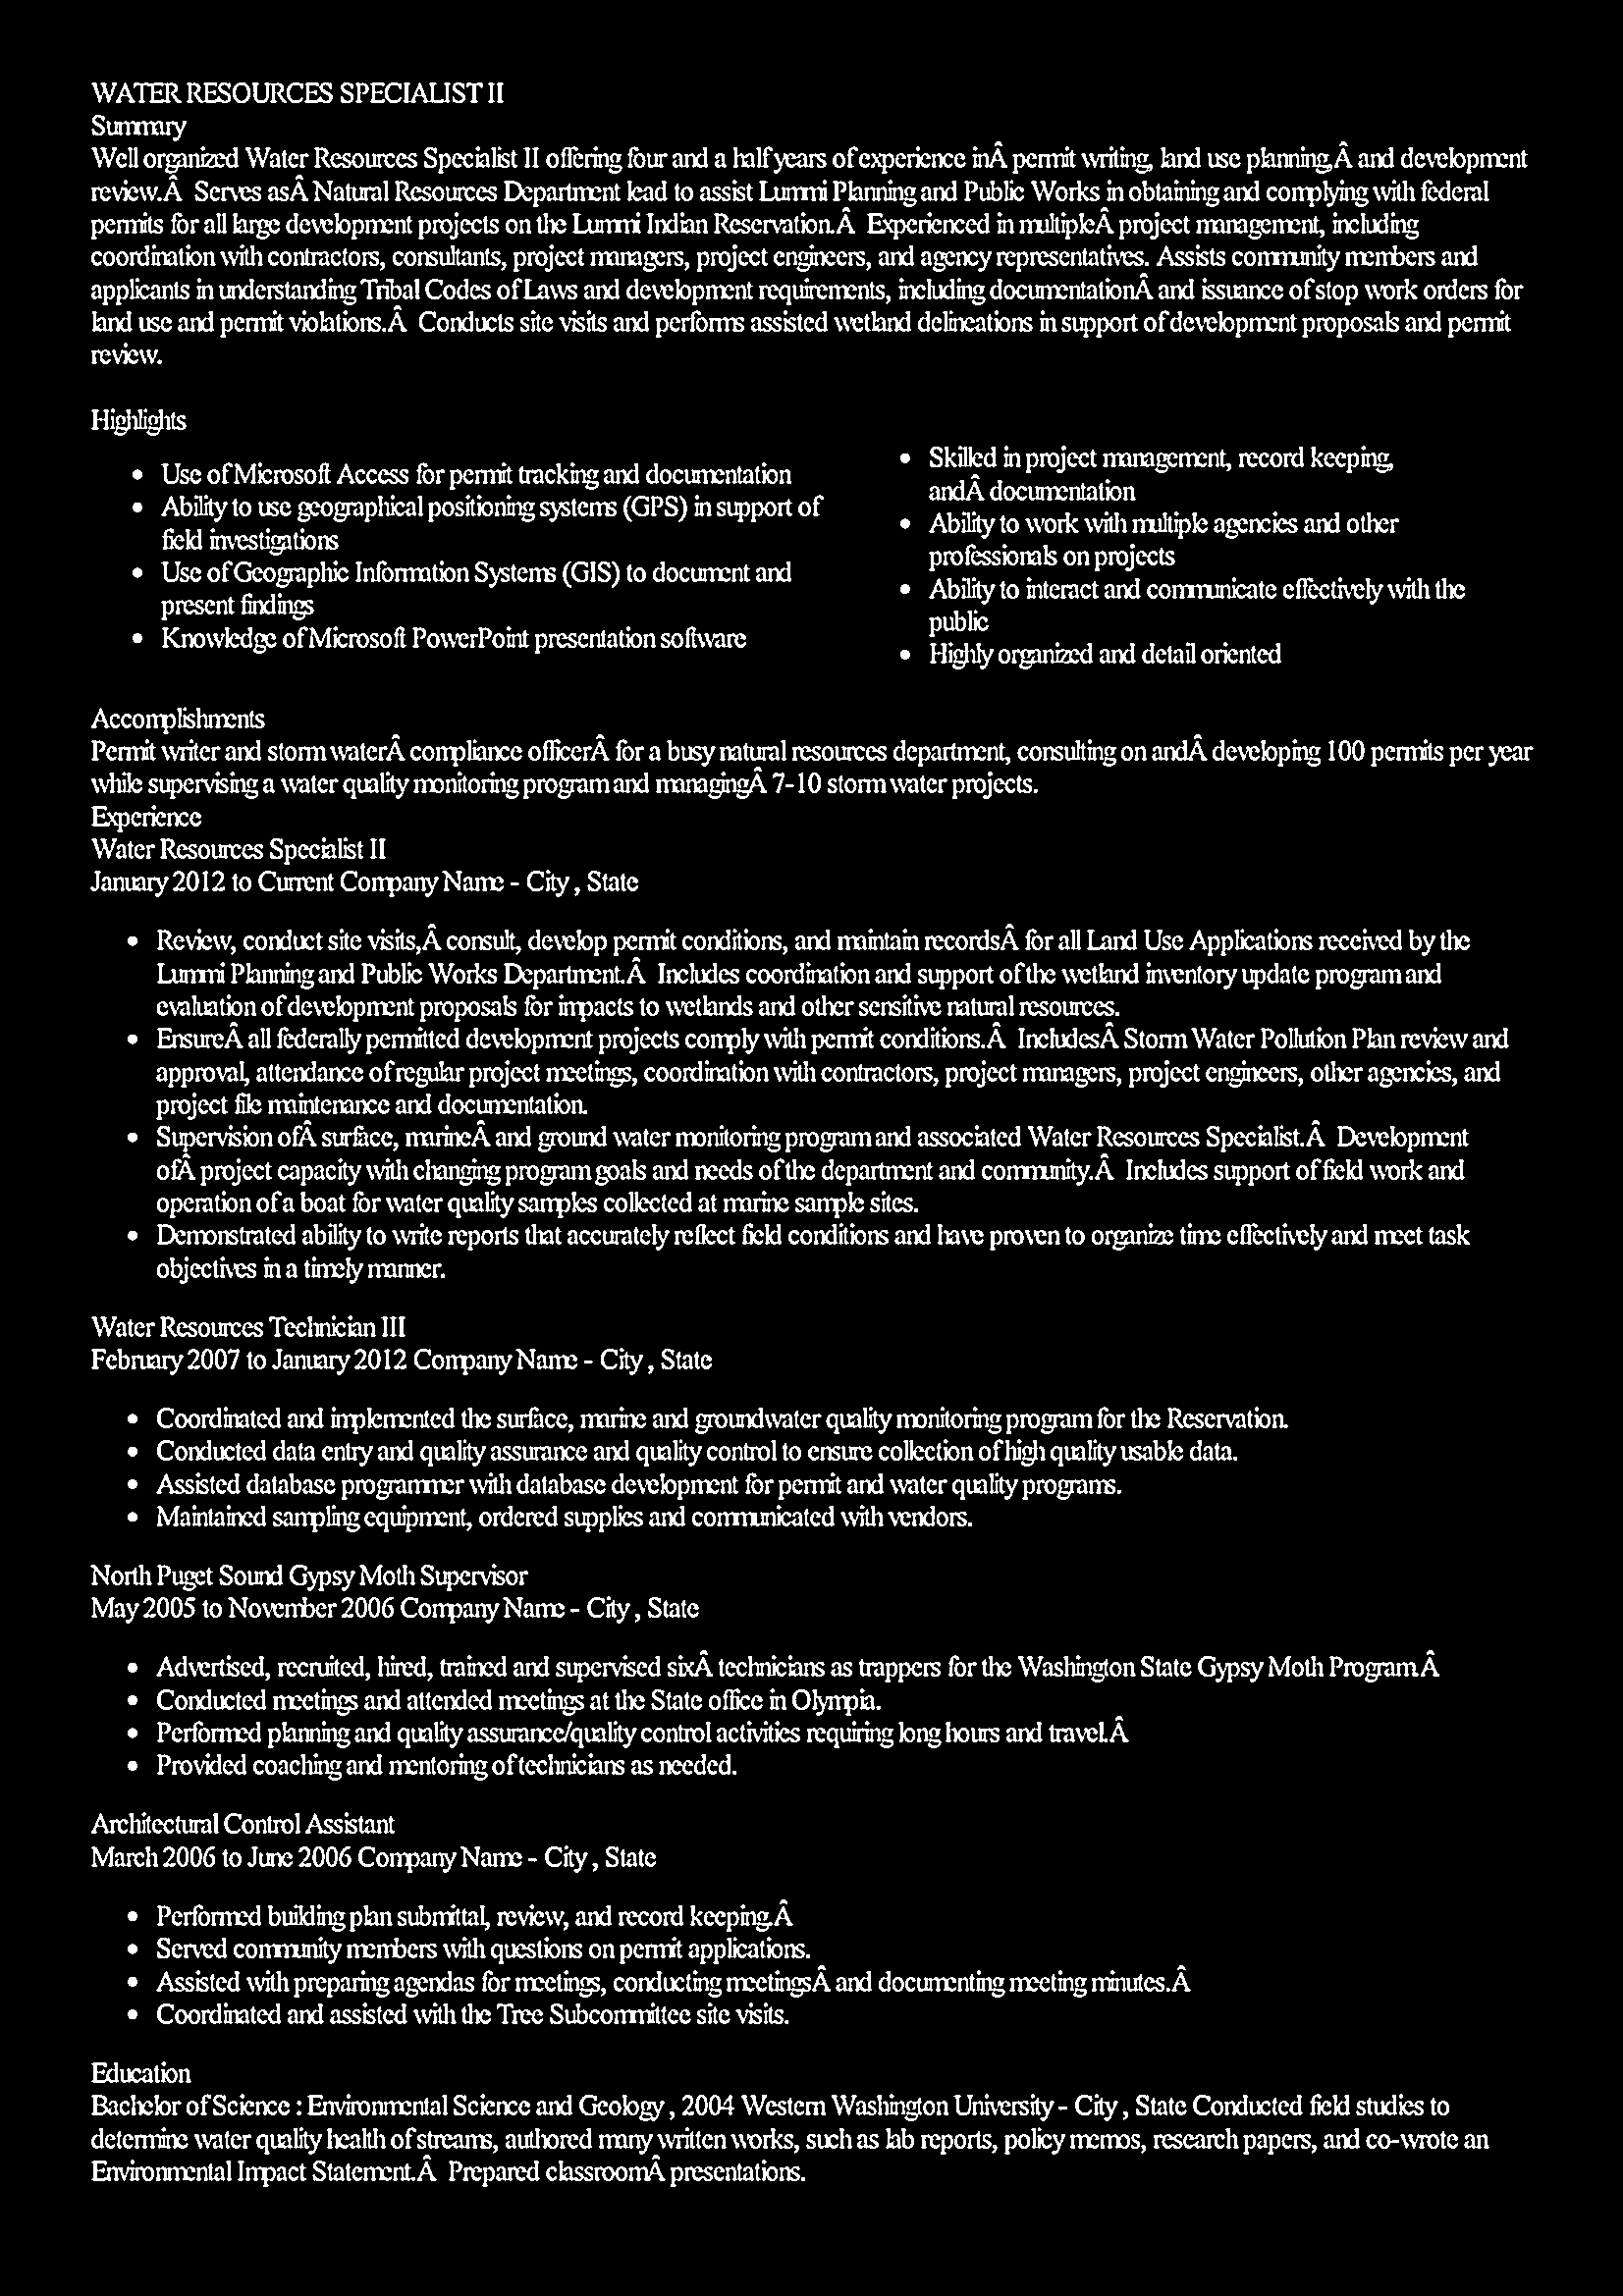 WATER RESOURCES SPECIALIST II
Summary
Well organized Water Resources Specialist II offering four and a half years of experience inÂ permit writing, land use planning,Â and development
review.Â  Serves asÂ Natural Resources Department lead to assist Lummi Planning and Public Works in obtaining and complying with federal
permits for all large development projects on the Lummi Indian Reservation.Â  Experienced in multipleÂ project management, including
coordination with contractors, consultants, project managers, project engineers, and agency representatives. Assists community members and
applicants in understanding Tribal Codes of Laws and development requirements, including documentationÂ and issuance of stop work orders for
land use and permit violations.Â  Conducts site visits and performs assisted wetland delineations in support of development proposals and permit
review.
Highlights
• Use of Microsoft Access for permit tracking and documentation
• Ability to use geographical positioning systems (GPS) in support of
field investigations
• Use of Geographic Information Systems (GIS) to document and
present findings
• Knowledge of Microsoft PowerPoint presentation software
• Skilled in project management, record keeping,
andÂ documentation
• Ability to work with multiple agencies and other
professionals on projects
• Ability to interact and communicate effectively with the
public
• Highly organized and detail oriented
Accomplishments
Permit writer and storm waterÂ compliance officerÂ for a busy natural resources department, consulting on andÂ developing 100 permits per year
while supervising a water quality monitoring program and managingÂ 7-10 storm water projects.
Experience
Water Resources Specialist II
January 2012 to Current Company Name - City , State
• Review, conduct site visits,Â consult, develop permit conditions, and maintain recordsÂ for all Land Use Applications received by the
Lummi Planning and Public Works Department.Â  Includes coordination and support of the wetland inventory update program and
evaluation of development proposals for impacts to wetlands and other sensitive natural resources.
• EnsureÂ all federally permitted development projects comply with permit conditions.Â  IncludesÂ Storm Water Pollution Plan review and
approval, attendance of regular project meetings, coordination with contractors, project managers, project engineers, other agencies, and
project file maintenance and documentation.
• Supervision ofÂ surface, marineÂ and ground water monitoring program and associated Water Resources Specialist.Â  Development
ofÂ project capacity with changing program goals and needs of the department and community.Â  Includes support of field work and
operation of a boat for water quality samples collected at marine sample sites.
• Demonstrated ability to write reports that accurately reflect field conditions and have proven to organize time effectively and meet task
objectives in a timely manner.
Water Resources Technician III
February 2007 to January 2012 Company Name - City , State
• Coordinated and implemented the surface, marine and groundwater quality monitoring program for the Reservation.
• Conducted data entry and quality assurance and quality control to ensure collection of high quality usable data.
• Assisted database programmer with database development for permit and water quality programs.
• Maintained sampling equipment, ordered supplies and communicated with vendors.
North Puget Sound Gypsy Moth Supervisor
May 2005 to November 2006 Company Name - City , State
• Advertised, recruited, hired, trained and supervised sixÂ technicians as trappers for the Washington State Gypsy Moth Program.Â
• Conducted meetings and attended meetings at the State office in Olympia.
• Performed planning and quality assurance/quality control activities requiring long hours and travel.Â
• Provided coaching and mentoring of technicians as needed.
Architectural Control Assistant
March 2006 to June 2006 Company Name - City , State
• Performed building plan submittal, review, and record keeping.Â
• Served community members with questions on permit applications.
• Assisted with preparing agendas for meetings, conducting meetingsÂ and documenting meeting minutes.Â
• Coordinated and assisted with the Tree Subcommittee site visits.
Education
Bachelor of Science : Environmental Science and Geology , 2004 Western Washington University - City , State Conducted field studies to
determine water quality health of streams, authored many written works, such as lab reports, policy memos, research papers, and co-wrote an
Environmental Impact Statement.Â  Prepared classroomÂ presentations.